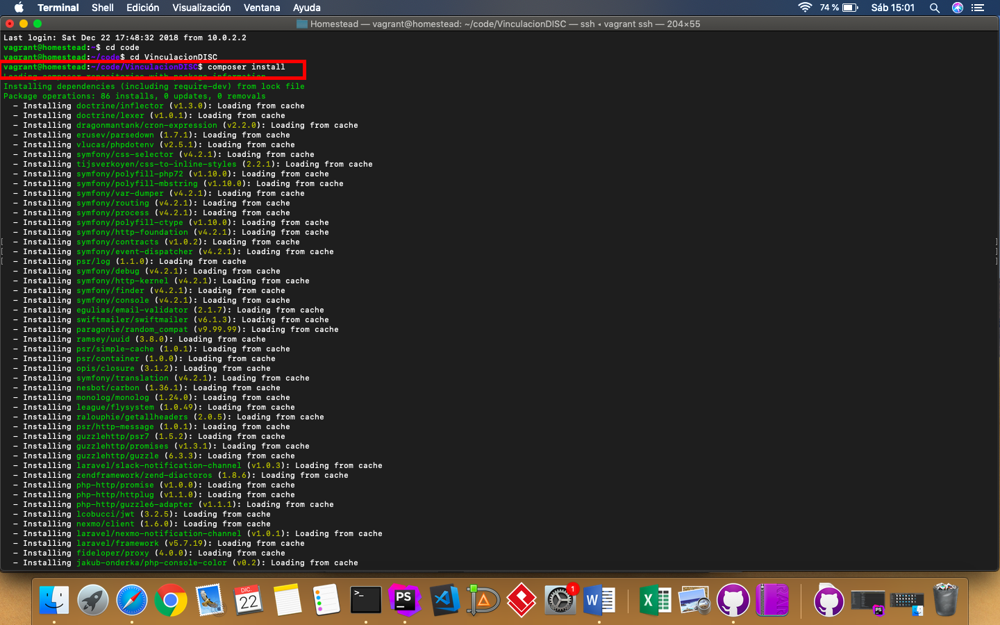 Terminal Shell Edición Visualización Ventana Ayuda 74 % Sáb 15:01
Homestead — vagrant@homestead: ~/code/VinculacionDISC — ssh ◂ vagrant ssh — 204×55
Last login: Sat Dec 22 17:48:32 2018 from 10.0.2.2
vagrant@homestead:~$ cd code
vagrant@homestead:~/code$ cd VinculacionDISC
vagrant@homestead:~/code/VinculacionDISC$ composer install
Loading composer repositories with package information
Installing dependencies (including require-dev) from lock file
Package operations: 86 installs, 0 updates, 0 removals
- Installing doctrine/inflector (v1.3.0): Loading from cache
- Installing doctrine/lexer (v1.0.1): Loading from cache
- Installing dragonmantank/cron-expression (v2.2.0): Loading from cache
- Installing erusev/parsedown (1.7.1): Loading from cache
- Installing vlucas/phpdotenv (v2.5.1): Loading from cache
- Installing symfony/css-selector (v4.2.1): Loading from cache
- Installing tijsverkoyen/css-to-inline-styles (2.2.1): Loading from cache
- Installing symfony/polyfill-php72 (v1.10.0): Loading from cache
- Installing symfony/polyfill-mbstring (v1.10.0): Loading from cache
- Installing symfony/var-dumper (v4.2.1): Loading from cache
- Installing symfony/routing (v4.2.1): Loading from cache
- Installing symfony/process (v4.2.1): Loading from cache
- Installing symfony/polyfill-ctype (v1.10.0): Loading from cache
- Installing symfony/http-foundation (v4.2.1): Loading from cache
- Installing symfony/contracts (v1.0.2): Loading from cache
- Installing symfony/event-dispatcher (v4.2.1): Loading from cache
- Installing psr/log (1.1.0): Loading from cache
- Installing symfony/debug (v4.2.1): Loading from cache
- Installing symfony/http-kernel (v4.2.1): Loading from cache
- Installing symfony/finder (v4.2.1): Loading from cache
- Installing symfony/console (v4.2.1): Loading from cache
- Installing egulias/email-validator (2.1.7): Loading from cache
- Installing swiftmailer/swiftmailer (v6.1.3): Loading from cache
- Installing paragonie/random_compat (v9.99.99): Loading from cache
- Installing ramsey/uuid (3.8.0): Loading from cache
- Installing psr/simple-cache (1.0.1): Loading from cache
- Installing psr/container (1.0.0): Loading from cache
- Installing opis/closure (3.1.2): Loading from cache
- Installing symfony/translation (v4.2.1): Loading from cache
- Installing nesbot/carbon (1.36.1): Loading from cache
- Installing monolog/monolog (1.24.0): Loading from cache
- Installing league/flysystem (1.0.49): Loading from cache
- Installing ralouphie/getallheaders (2.0.5): Loading from cache
- Installing psr/http-message (1.0.1): Loading from cache
- Installing guzzlehttp/psr7 (1.5.2): Loading from cache
- Installing guzzlehttp/promises (v1.3.1): Loading from cache
- Installing guzzlehttp/guzzle (6.3.3): Loading from cache
- Installing laravel/slack-notification-channel (v1.0.3): Loading from cache
- Installing zendframework/zend-diactoros (1.8.6): Loading from cache
- Installing php-http/promise (v1.0.0): Loading from cache
- Installing php-http/httplug (v1.1.0): Loading from cache
- Installing php-http/guzzle6-adapter (v1.1.1): Loading from cache
- Installing lcobucci/jwt (3.2.5): Loading from cache
- Installing nexmo/client (1.6.0): Loading from cache
- Installing laravel/nexmo-notification-channel (v1.0.1): Loading from cache
- Installing laravel/framework (v5.7.19): Loading from cache
- Installing fideloper/proxy (4.0.0): Loading from cache
- Installing jakub-onderka/php-console-color (v0.2): Loading from cache
DIC.
22
>_
PS
1
W
X
PS